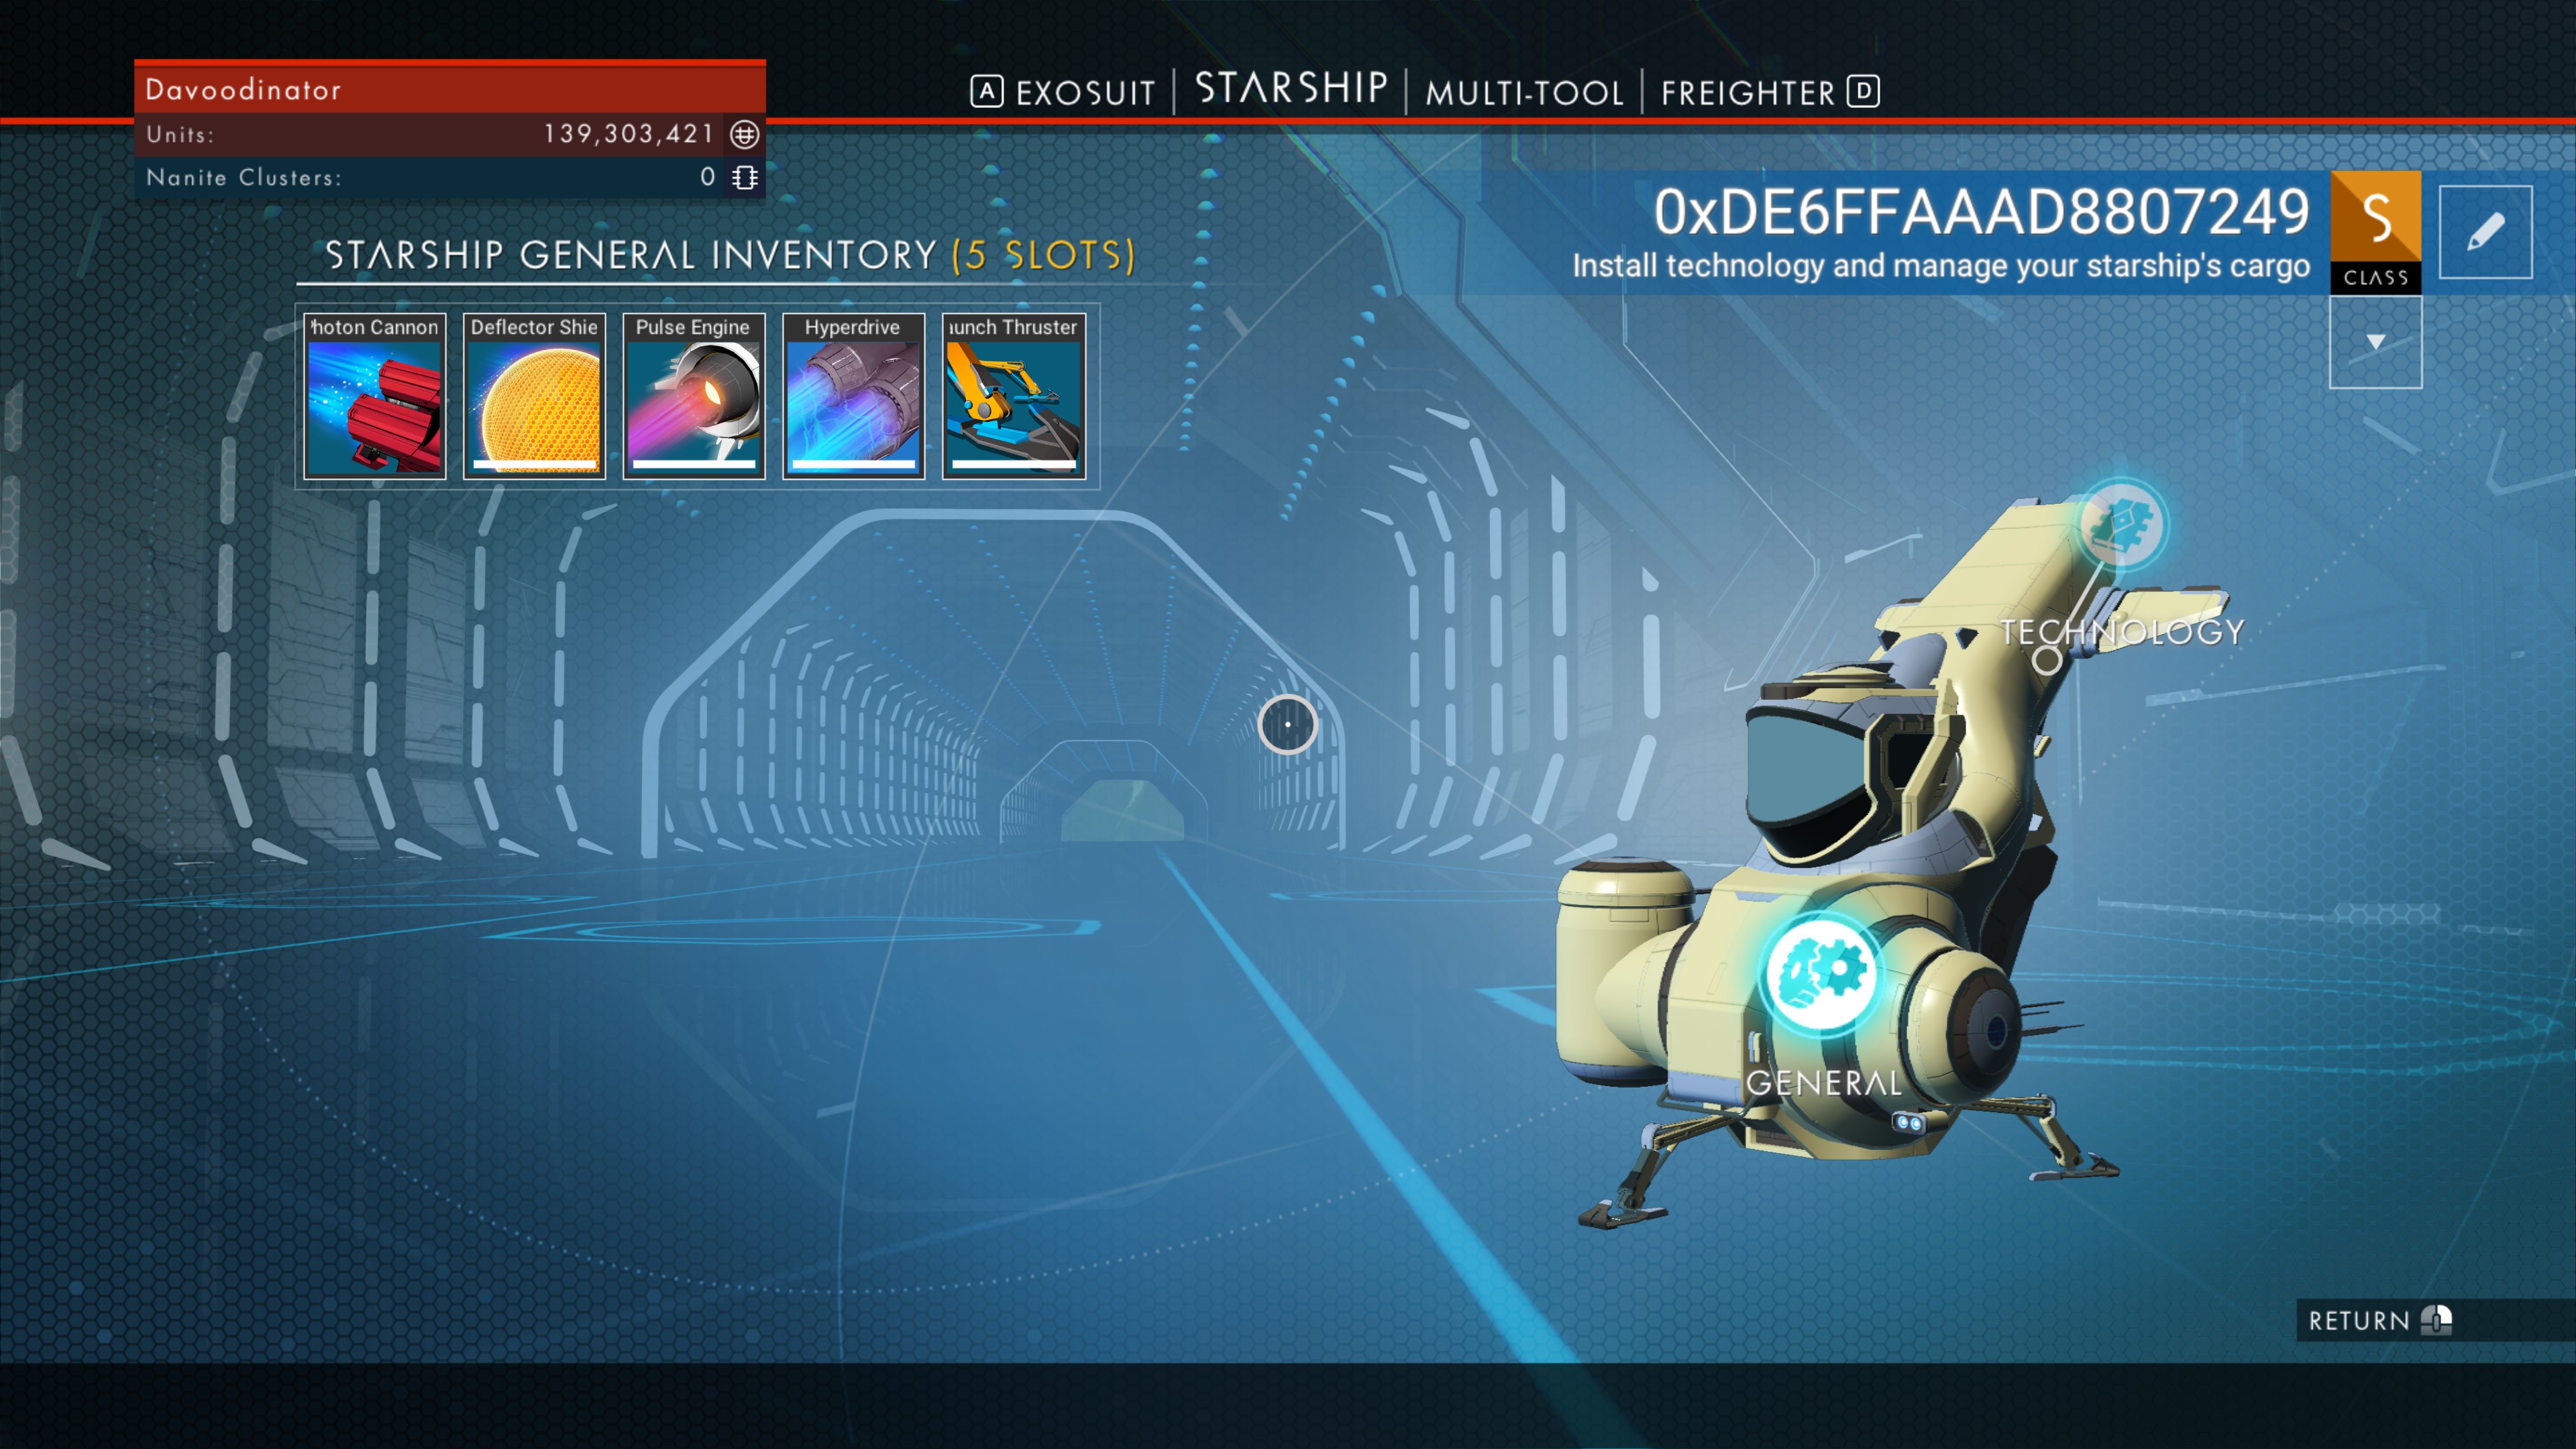 Davoodinator
Units: 139,303,421
Nanite Clusters: 0
A EXOSUIT STARSHIP MULTI-TOOL FREIGHTER D
0xDE6FFAAAD8807249
Install technology and manage your starship's cargo
S
CLASS
STARSHIP GENERAL INVENTORY (5 SLOTS)
hoton Cannon Deflector Shie Pulse Engine Hyperdrive aunch Thruster
TECHNOLOGY
GENERAL
RETURN